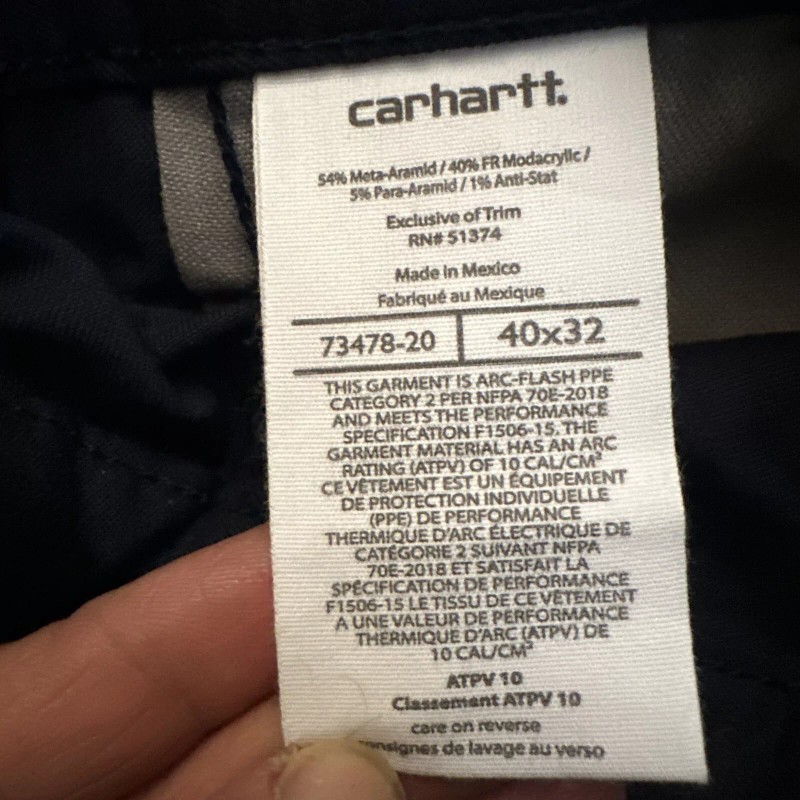 carhartt.
54% Meta-Aramid / 40% FR Modacrylic /
5% Para-Aramid / 1% Anti-Stat
Exclusive of Trim
RN# 51374
Made in Mexico
Fabriqué au Mexique
73478-20 40x32
THIS GARMENT IS ARC-FLASH PPE
CATEGORY 2 PER NFPA 70E-2018
AND MEETS THE PERFORMANCE
SPECIFICATION F1506-15. THE
GARMENT MATERIAL HAS AN ARC
RATING (ATPV) OF 10 CAL/CM²
CE VÊTEMENT EST UN ÉQUIPEMENT
DE PROTECTION INDIVIDUELLE
(PPE) DE PERFORMANCE
THERMIQUE D'ARC ÉLECTRIQUE DE
CATÉGORIE 2 SUIVANT NFPA
70E-2018 ET SATISFAIT LA
SPÉCIFICATION DE PERFORMANCE
F1506-15 LE TISSU DE CE VÊTEMENT
A UNE VALEUR DE PERFORMANCE
THERMIQUE D'ARC (ATPV) DE
10 CAL/CM²
ATPV 10
Classement ATPV 10
care on reverse
de lavage au verso